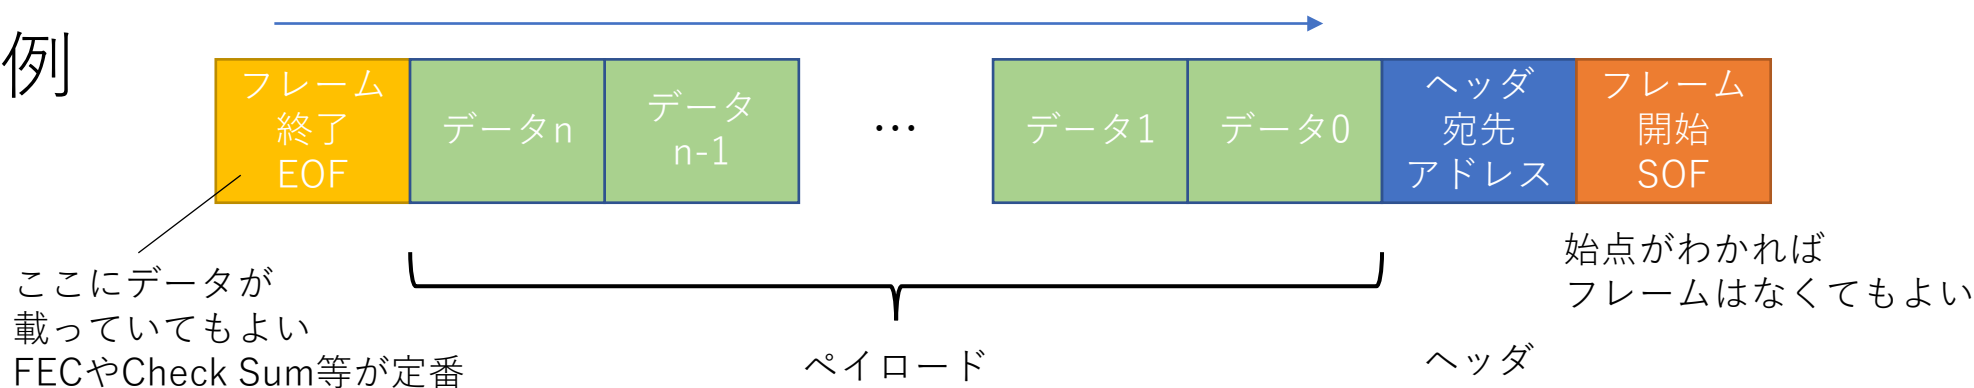 例
フレーム
終了
EOF
データn
データ
n-1
…
データ1
データ0
ヘッダ
宛先
アドレス
フレーム
開始
SOF
ここにデータが
載っていてもよい
FECやCheck Sum等が定番
ペイロード
ヘッダ
始点がわかれば
フレームはなくてもよい